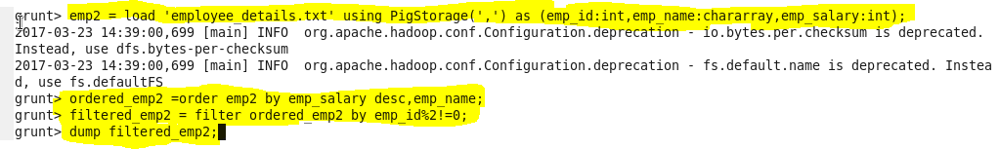 grunt> emp2 = load 'employee_details.txt' using PigStorage(',') as (emp_id:int,emp_name:chararray,emp_salary:int);
2017-03-23 14:39:00,699 [main] INFO  org.apache.hadoop.conf.Configuration.deprecation - io.bytes.per.checksum is deprecated.
Instead, use dfs.bytes-per-checksum
2017-03-23 14:39:00,699 [main] INFO  org.apache.hadoop.conf.Configuration.deprecation - fs.default.name is deprecated. Instea
d, use fs.defaultFS
grunt> ordered_emp2 =order emp2 by emp_salary desc,emp_name;
grunt> filtered_emp2 = filter ordered_emp2 by emp_id%2!=0;
grunt> dump filtered_emp2;